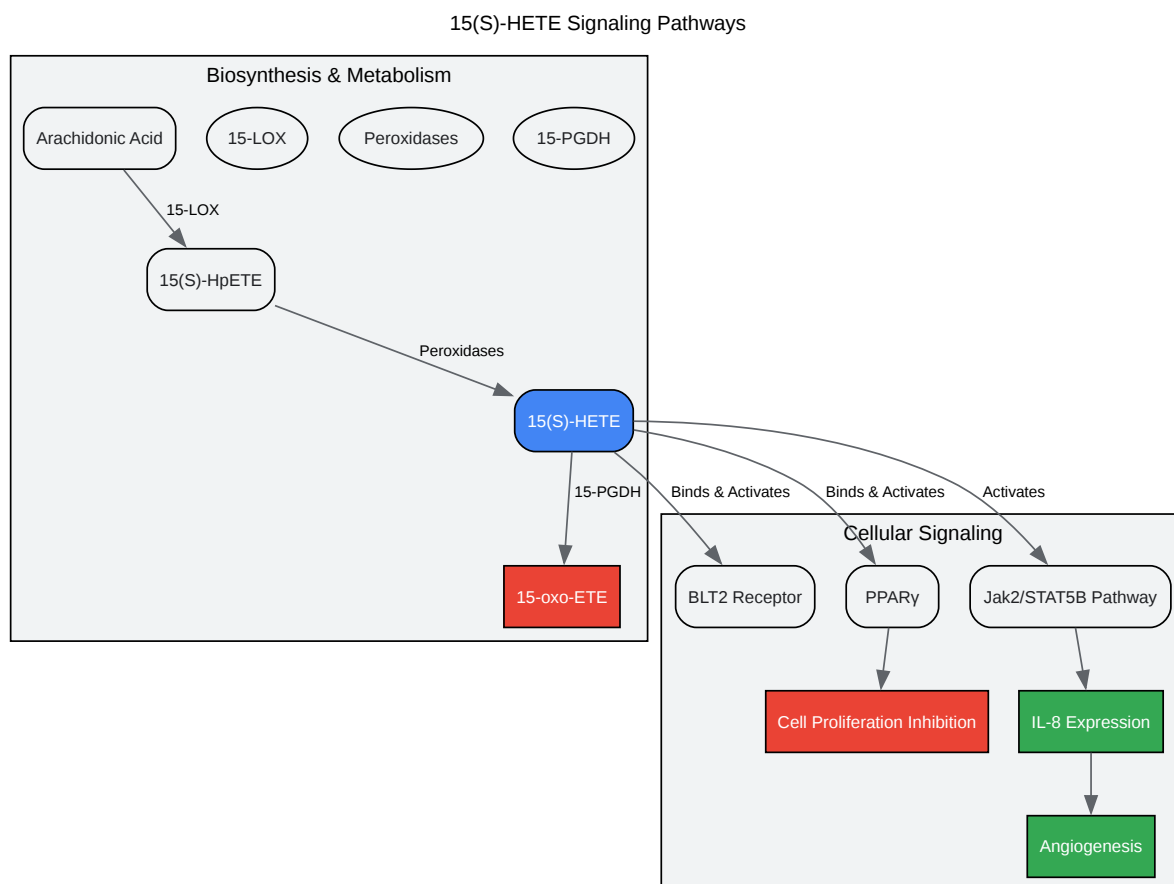 15(S)-HETE Signaling Pathways
Biosynthesis & Metabolism
Arachidonic Acid
15-LOX
Peroxidases
15-PGDH
15-LOX
15(S)-HpETE
Peroxidases
15(S)-HETE
15-PGDH
Binds & Activates
Binds & Activates
Activates
Cellular Signaling
15-oxo-ETE
BLT2 Receptor
PPARγ
Jak2/STAT5B Pathway
Cell Proliferation Inhibition
IL-8 Expression
Angiogenesis